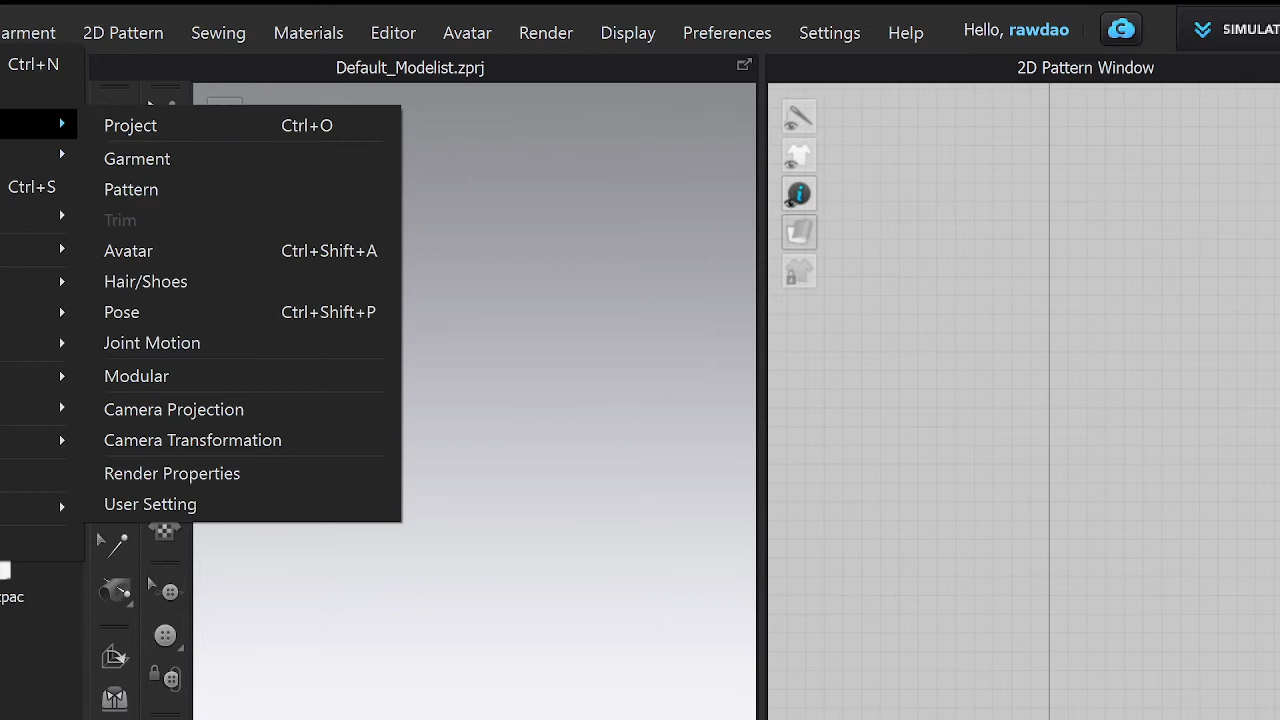 arment 2D Pattern Sewing Materials Editor Avatar Render Display Preferences Settings Help Hello, rawdao SIMULAT
Ctrl+N
Default_Modelist.zprj
2D Pattern Window
Project Ctrl+O
Garment
Ctrl+S
Pattern
Trim
Avatar Ctrl+Shift+A
Hair/Shoes
Pose Ctrl+Shift+P
Joint Motion
Modular
Camera Projection
Camera Transformation
Render Properties
User Setting
pac